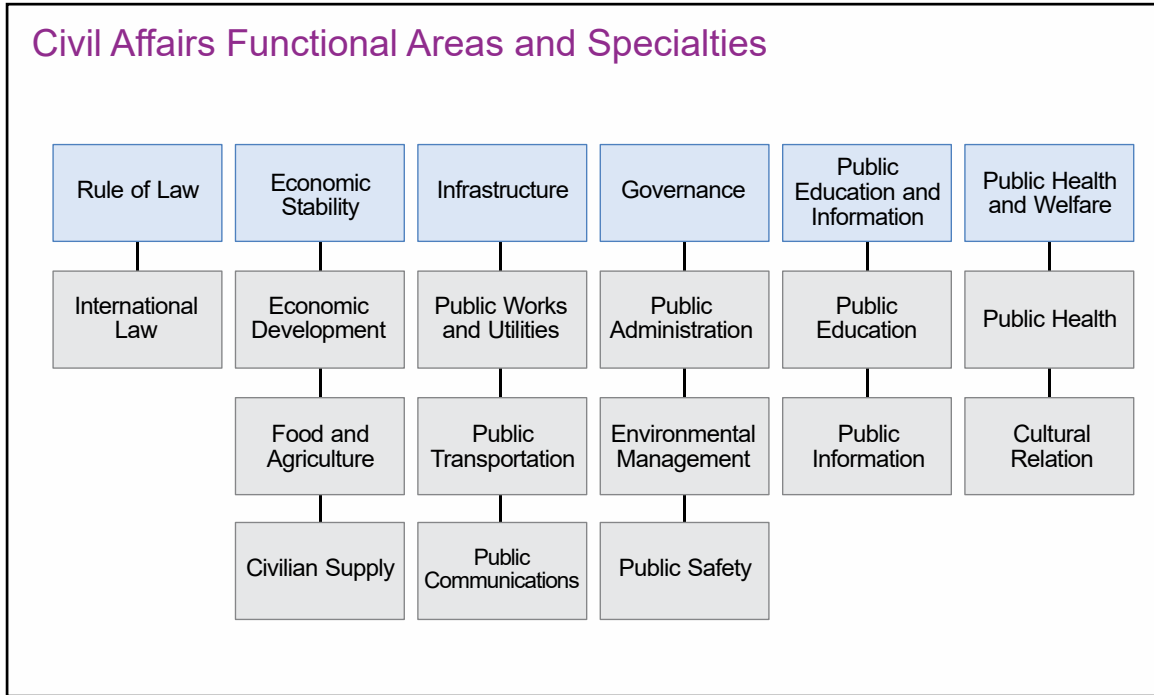 Civil Affairs Functional Areas and Specialties
Rule of Law
Economic
Stability
Infrastructure
Governance
Public
Education and
Information
Public Health
and Welfare
International
Law
Economic
Development
Public Works
and Utilities
Public
Administration
Public
Education
Public Health
Food and
Agriculture
Public
Transportation
Environmental
Management
Public
Information
Cultural
Relation
Civilian Supply
Public
Communications
Public Safety